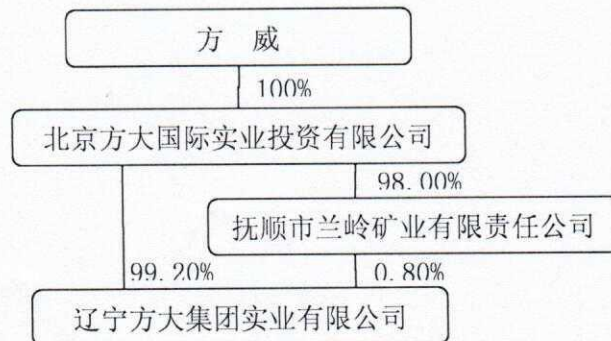 方 威
100%
北京方大国际实业投资有限公司
98.00%
抚顺市兰岭矿业有限责任公司
99.20%
0.80%
辽宁方大集团实业有限公司